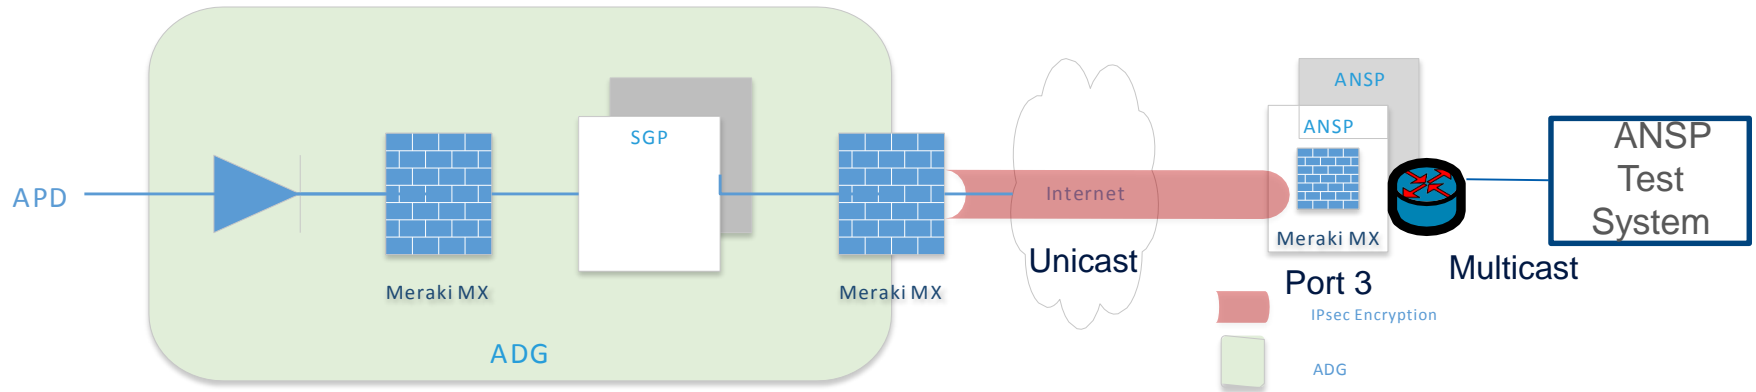 APD
Meraki MX
SGP
Meraki MX
ADG
Internet
Unicast
ANSP
ANSP
Meraki MX
Port 3
Multicast
ANSP
Test
System
IPsec Encryption
ADG